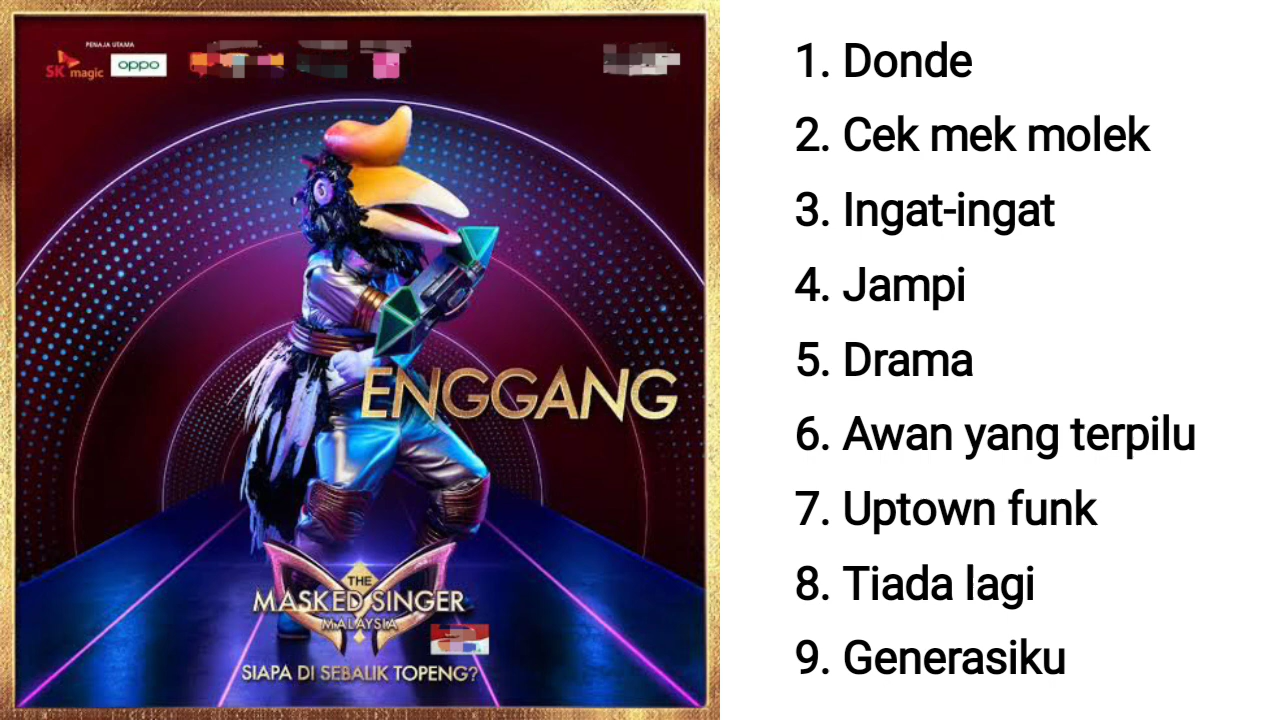 PENAJA UTAMA
SK magic
oppo
ENGGANG
THE
MASKED SINGER
MALAYSIA
SIAPA DI SEBALIK TOPENG?
1. Donde
2. Cek mek molek
3. Ingat-ingat
4. Jampi
5. Drama
6. Awan yang terpilu
7. Uptown funk
8. Tiada lagi
9. Generasiku